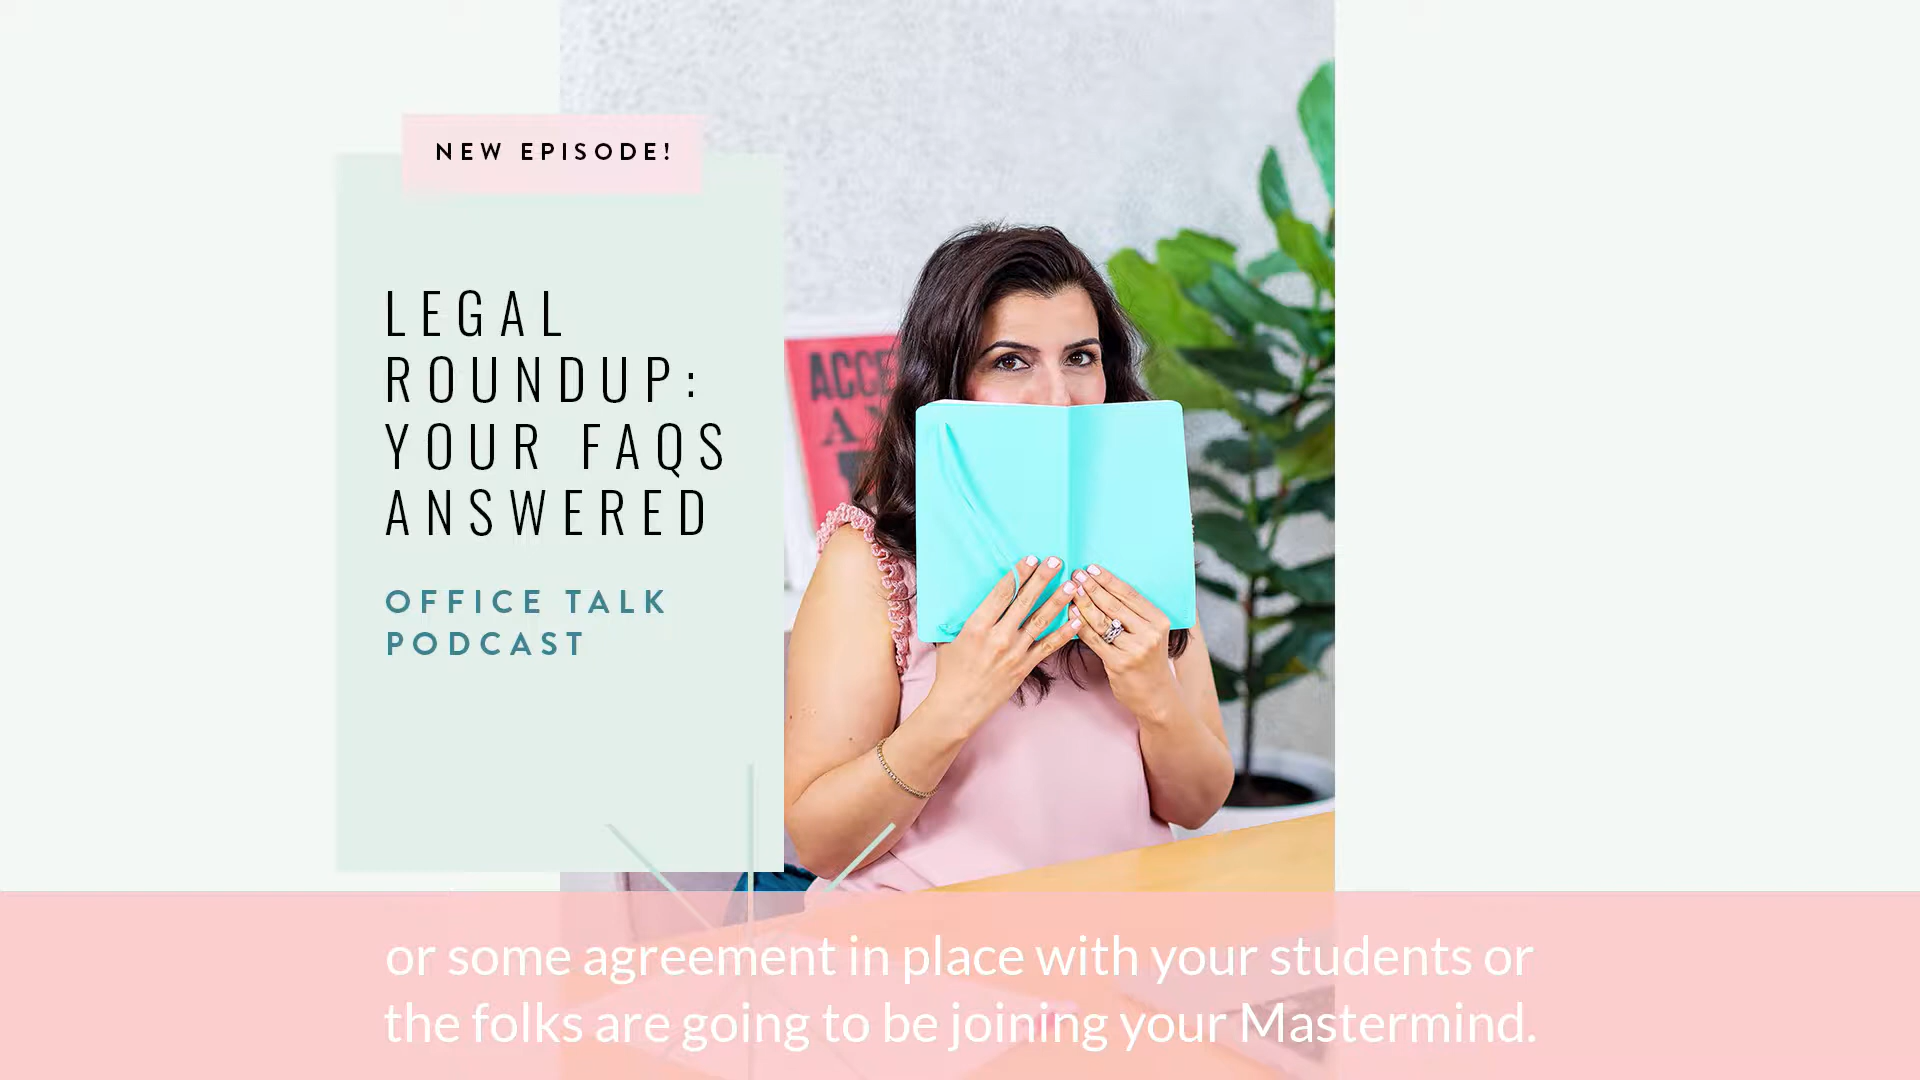 NEW EPISODE!
LEGAL
ROUNDUP:
YOUR FAQS
ANSWERED
OFFICE TALK
PODCAST
or some agreement in place with your students or
the folks are going to be joining your Mastermind.